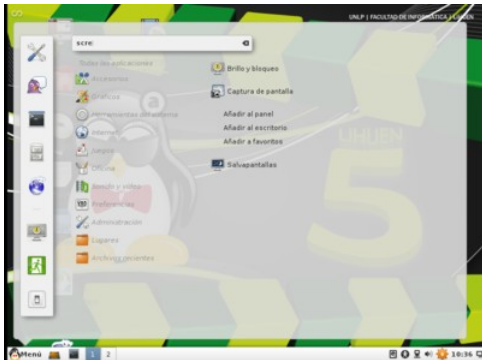 UNLP | FACULTAD DE INFORMÁTICA | LIHUEN
scre
Todas las aplicaciones
Accesorios
Gráficos
Herramientas del sistema
Internet
Juegos
Oficina
Sonido y vídeo
Preferencias
Administración
Lugares
Archivos recientes
Brillo y bloqueo
Captura de pantalla
Añadir al panel
Añadir al escritorio
Añadir a favoritos
Salvapantallas
LIHUEN
5
Menú
1 2
10:36